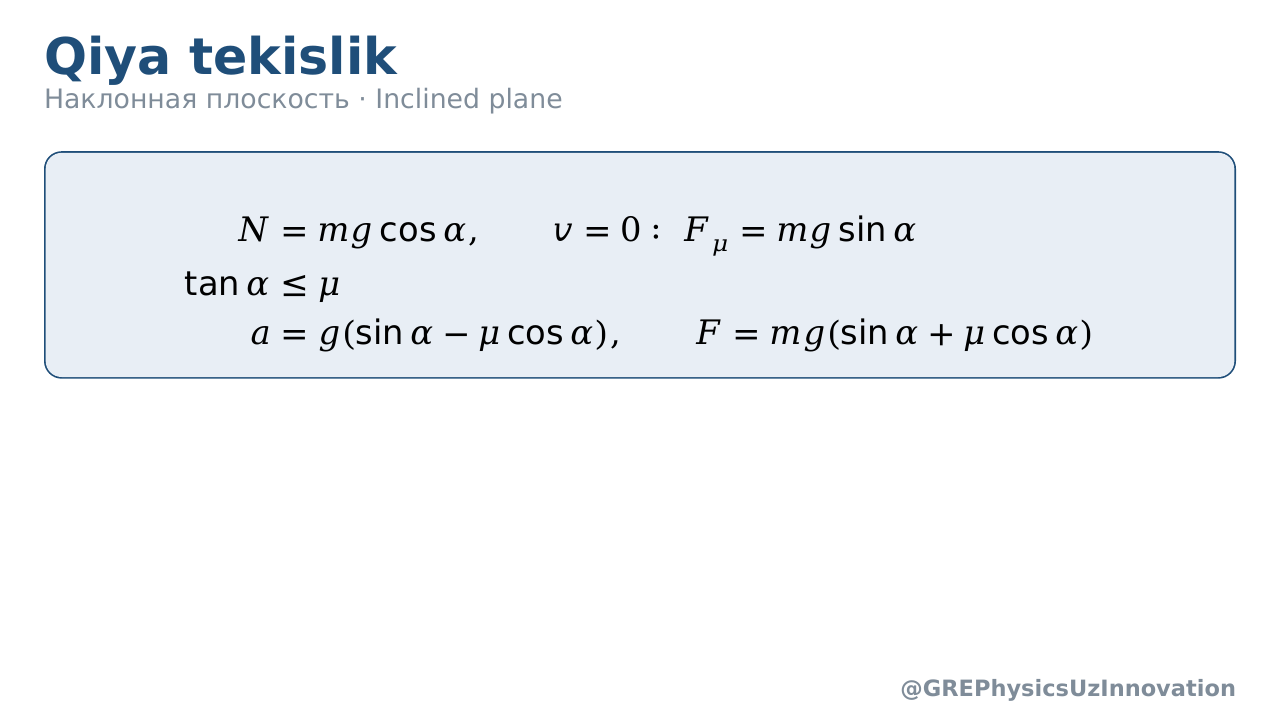 Qiya tekislik
Наклонная плоскость · Inclined plane
N = mg cos α,  v = 0 : F_μ = mg sin α
tan α ≤ μ
a = g(sin α − μ cos α),  F = mg(sin α + μ cos α)
@GREPhysicsUzInnovation